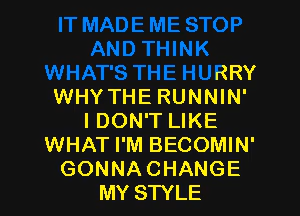 IT MADE ME STOP
AND THINK
WHAT'S THE HURRY
WHY THE RUNNIN'
I DON'T LIKE
WHAT I'M BECOMIN'
GONNA CHANGE
MY STYLE